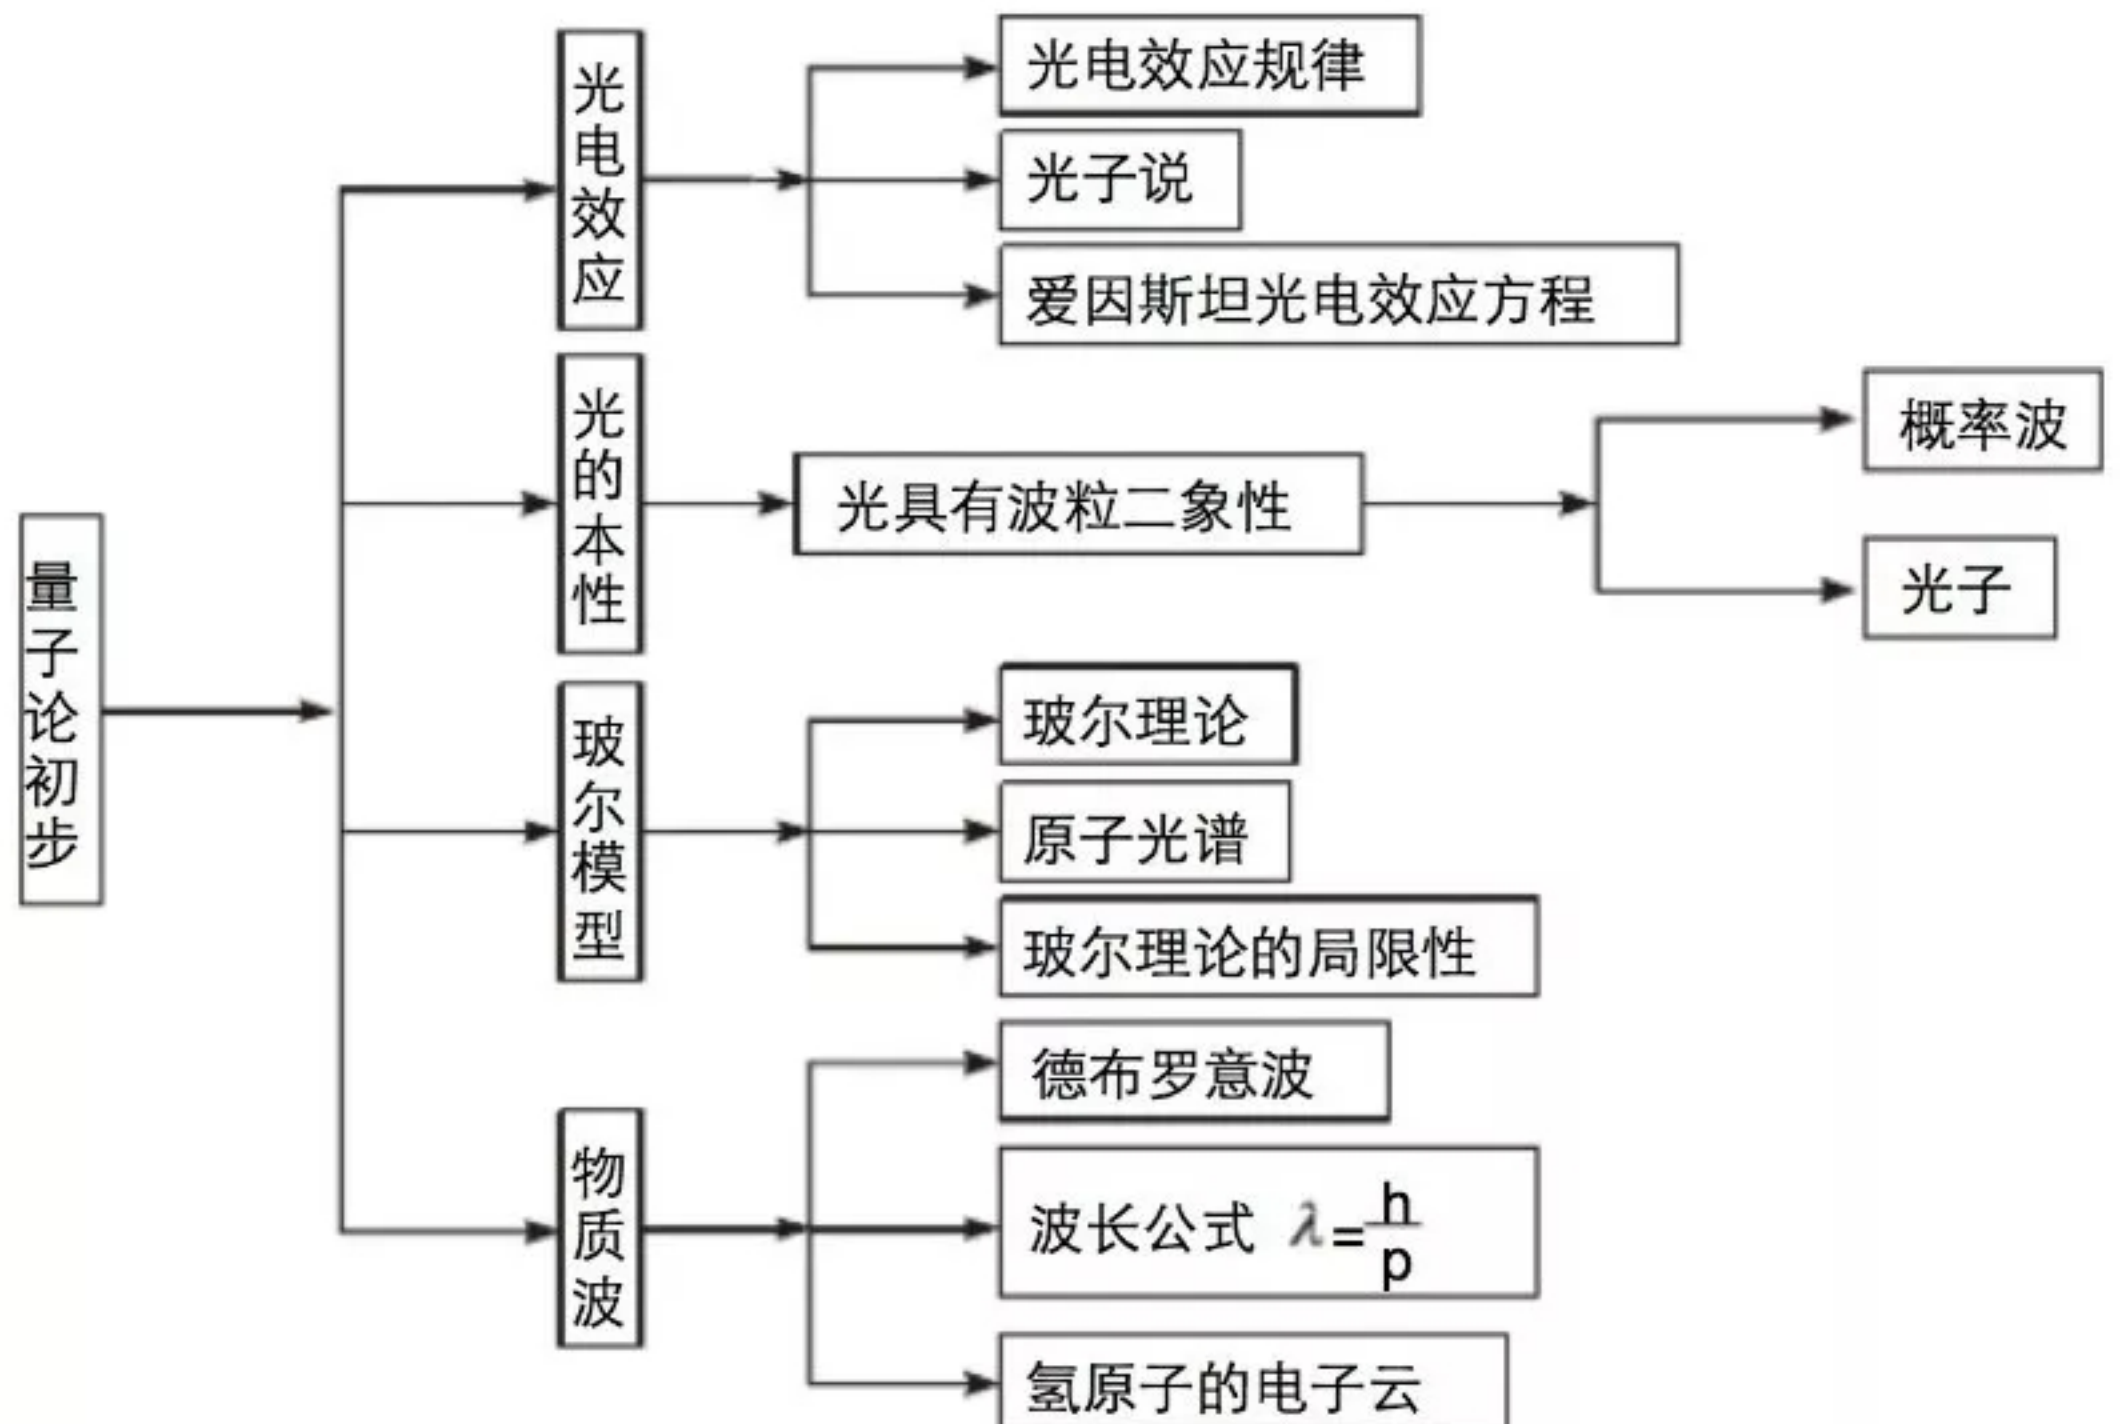 量子论初步
光电效应
光电效应规律
光子说
爱因斯坦光电效应方程
光的本性
光具有波粒二象性
概率波
光子
玻尔模型
玻尔理论
原子光谱
玻尔理论的局限性
物质波
德布罗意波
波长公式 λ=h/p
氢原子的电子云